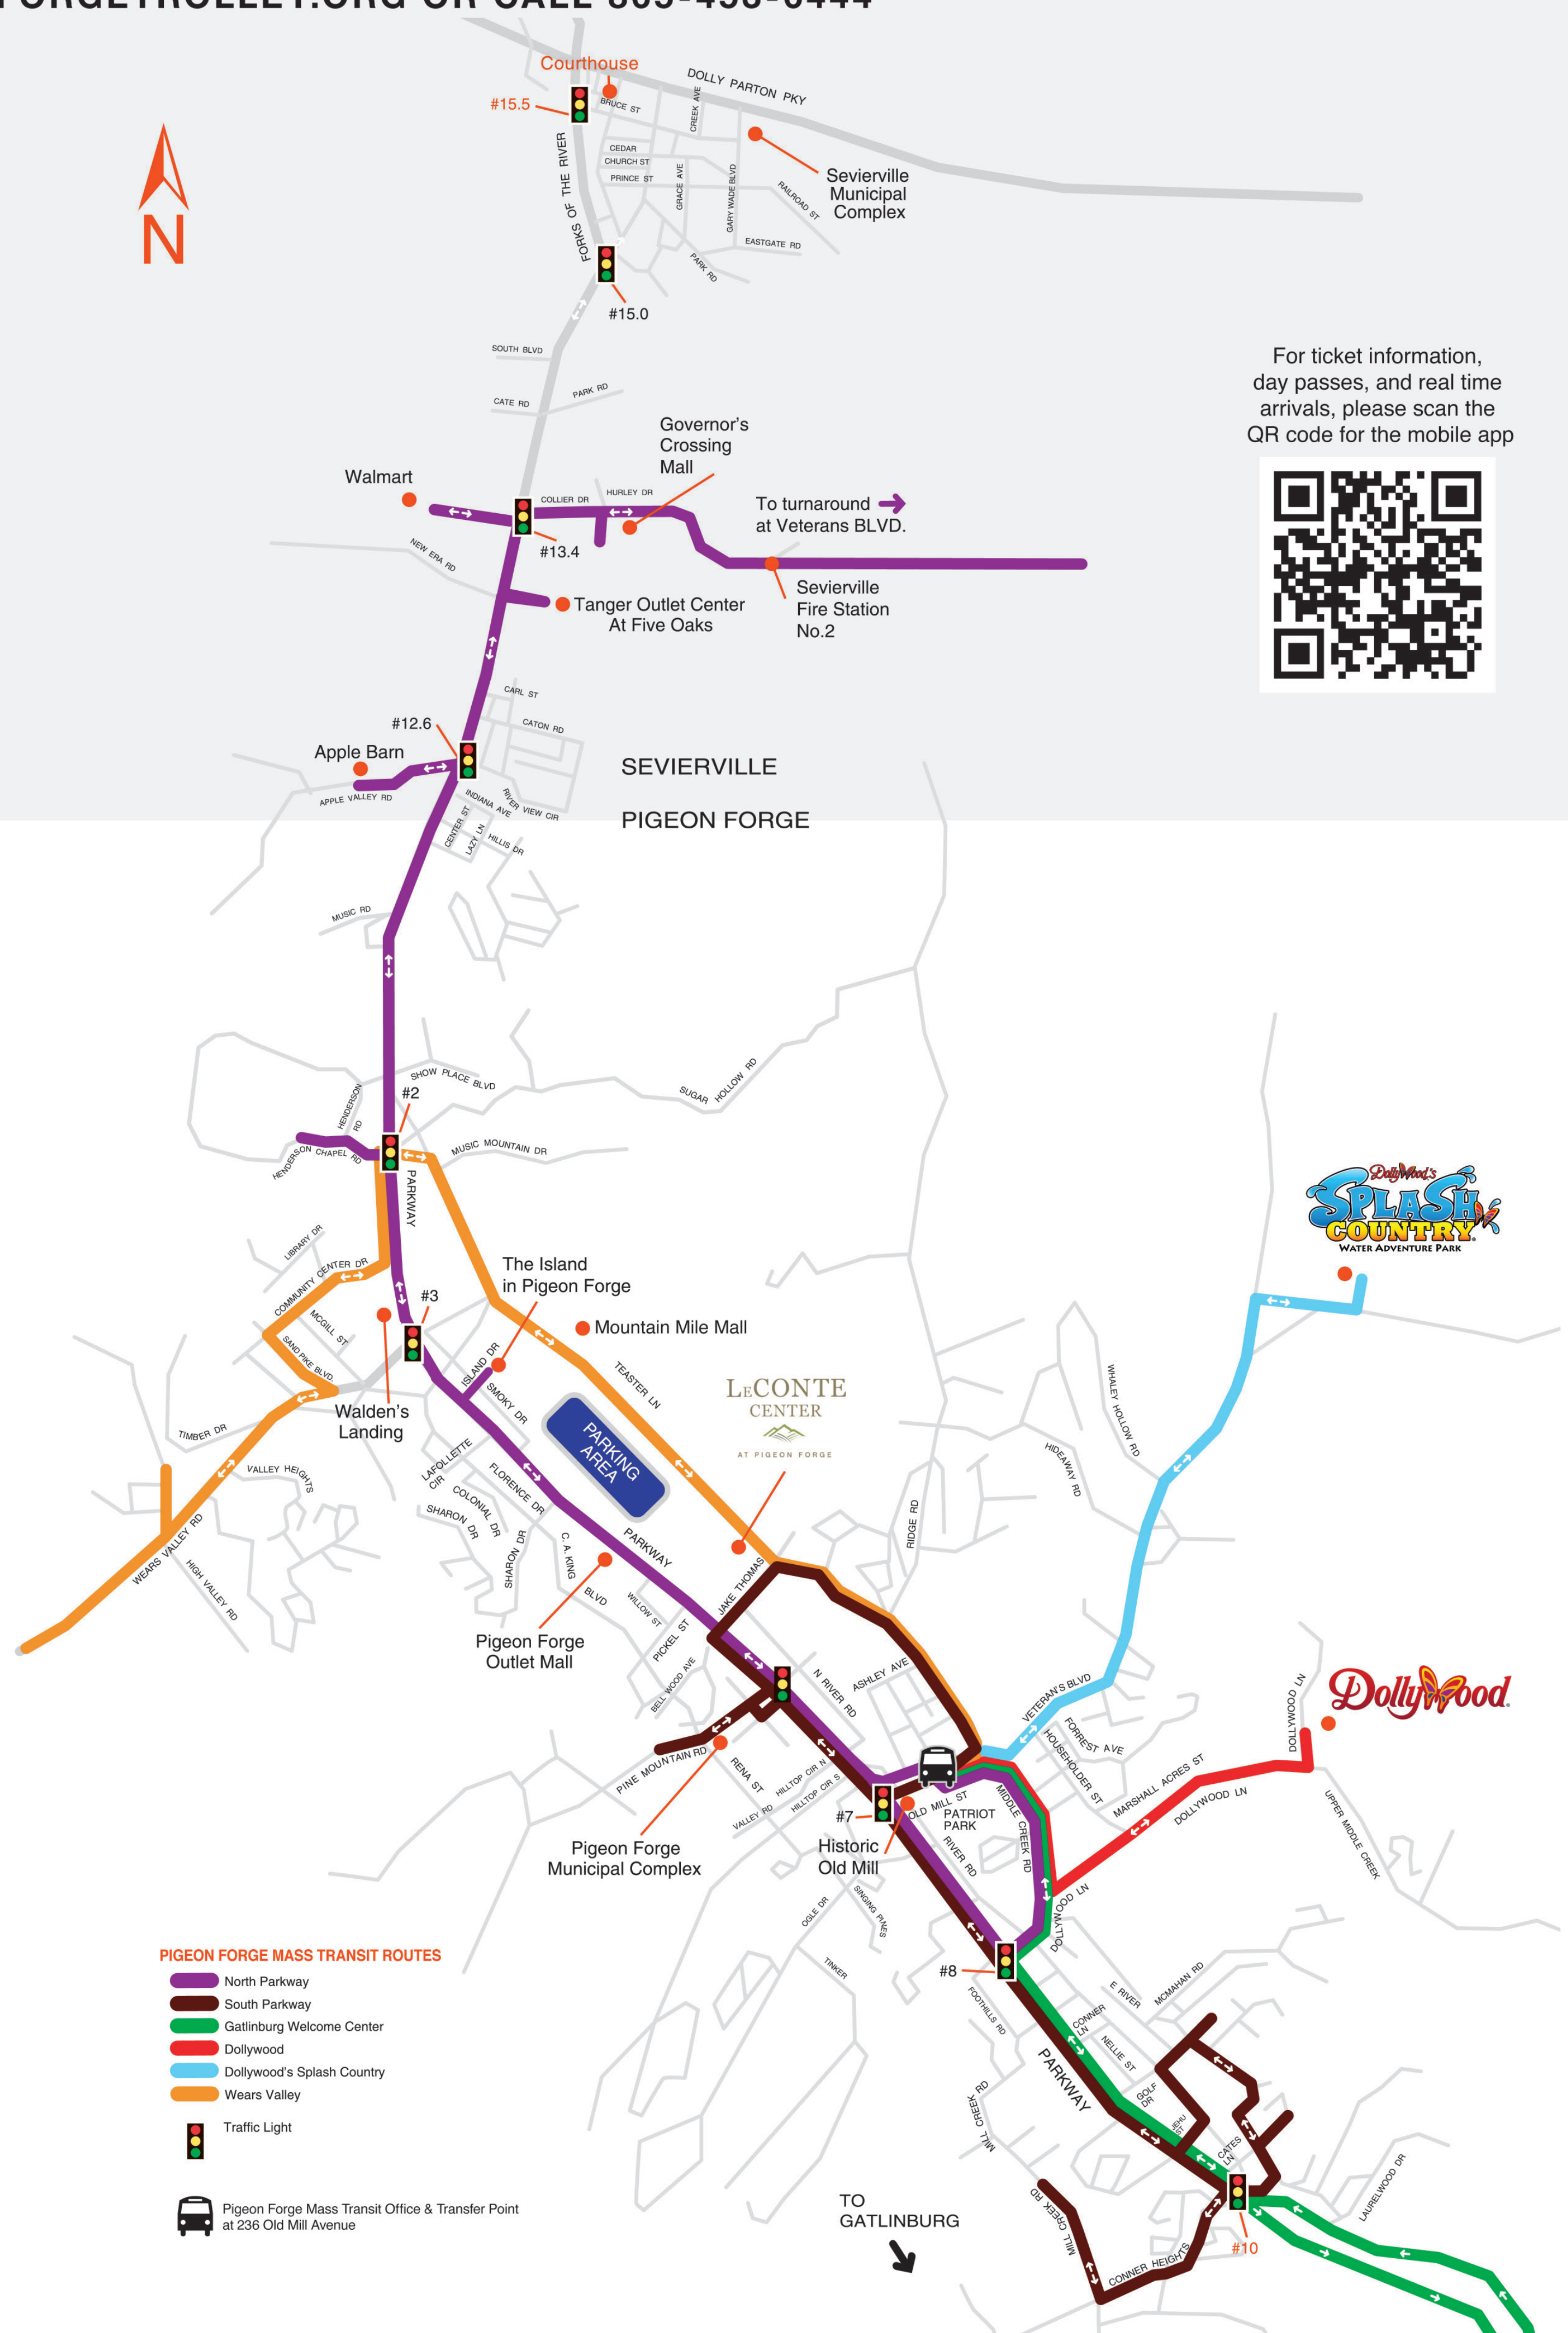 Courthouse
#15.5
DOLLY PARTON PKY
BRUCE ST
CREEK AVE
FORKS OF THE RIVER
CEDAR
CHURCH ST
PRINCE ST
GRACE AVE
GARY WADE BLVD
RAILROAD ST
Sevierville
Municipal
Complex
EASTGATE RD
PARK RD
N
#15.0
SOUTH BLVD
CATE RD
PARK RD
For ticket information,
day passes, and real time
arrivals, please scan the
QR code for the mobile app
Governor's
Crossing
Mall
Walmart
COLLIER DR
HURLEY DR
To turnaround
at Veterans BLVD.
#13.4
NEW ERA RD
Sevierville
Fire Station
No.2
Tanger Outlet Center
At Five Oaks
CARL ST
CATON RD
#12.6
Apple Barn
APPLE VALLEY RD
INDIANA AVE
RIVER VIEW CIR
CENTER ST
LAZY LN
HILLIS DR
SEVIERVILLE
PIGEON FORGE
MUSIC RD
SHOW PLACE BLVD
SUGAR HOLLOW RD
#2
HENDERSON
RD
HENDERSON CHAPEL RD
MUSIC MOUNTAIN DR
PARKWAY
Dollywood's
SPLASH
COUNTRY
WATER ADVENTURE PARK
LIBRARY DR
COMMUNITY CENTER DR
The Island
in Pigeon Forge
#3
MCGILL ST
SAND PIKE BLVD.
Mountain Mile Mall
ISLAND DR
SMOKY DR
TEASTER LN
LECONTE
CENTER
AT PIGEON FORGE
WHALEY HOLLOW RD
HIDEAWAY RD
Walden's
Landing
TIMBER DR
VALLEY HEIGHTS
LAFOLLETTE
CIR
PARKING
AREA
FLORENCE DR
COLONIAL DR
SHARON DR
SHARON DR
WEARS VALLEY RD
HIGH VALLEY RD
C. A. KING
BLVD
PARKWAY
RIDGE RD
JAKE THOMAS
WILLOW ST
PICKEL ST
BELL WOOD AVE
Pigeon Forge
Outlet Mall
N RIVER RD
ASHLEY AVE
VETERAN'S BLVD
FORREST AVE
HOUSEHOLDER ST
MARSHALL ACRES ST
DOLLYWOOD LN
DOLLYWOOD LN
Dollywood
UPPER MIDDLE CREEK
PINE MOUNTAIN RD
RENA ST
HILLTOP CIR N
HILLTOP CIR S
VALLEY RD
#7
OLD MILL ST
PATRIOT
PARK
MIDDLE CREEK RD
RIVER RD
Historic
Old Mill
Pigeon Forge
Municipal Complex
SINGING PINES
OGLE DR
TINKER
DOLLYWOOD LN
#8
FOOTHILLS RD
E RIVER
MCMAHAN RD
CONNER
LN
NELLIE ST
PARKWAY
GOLF
DR
JEHU
ST
CATES
LN
MILL CREEK RD
MILL CREEK RD
CONNER HEIGHTS
LAURELWOOD DR
#10
TO
GATLINBURG
PIGEON FORGE MASS TRANSIT ROUTES
North Parkway
South Parkway
Gatlinburg Welcome Center
Dollywood
Dollywood's Splash Country
Wears Valley
Traffic Light
Pigeon Forge Mass Transit Office & Transfer Point
at 236 Old Mill Avenue